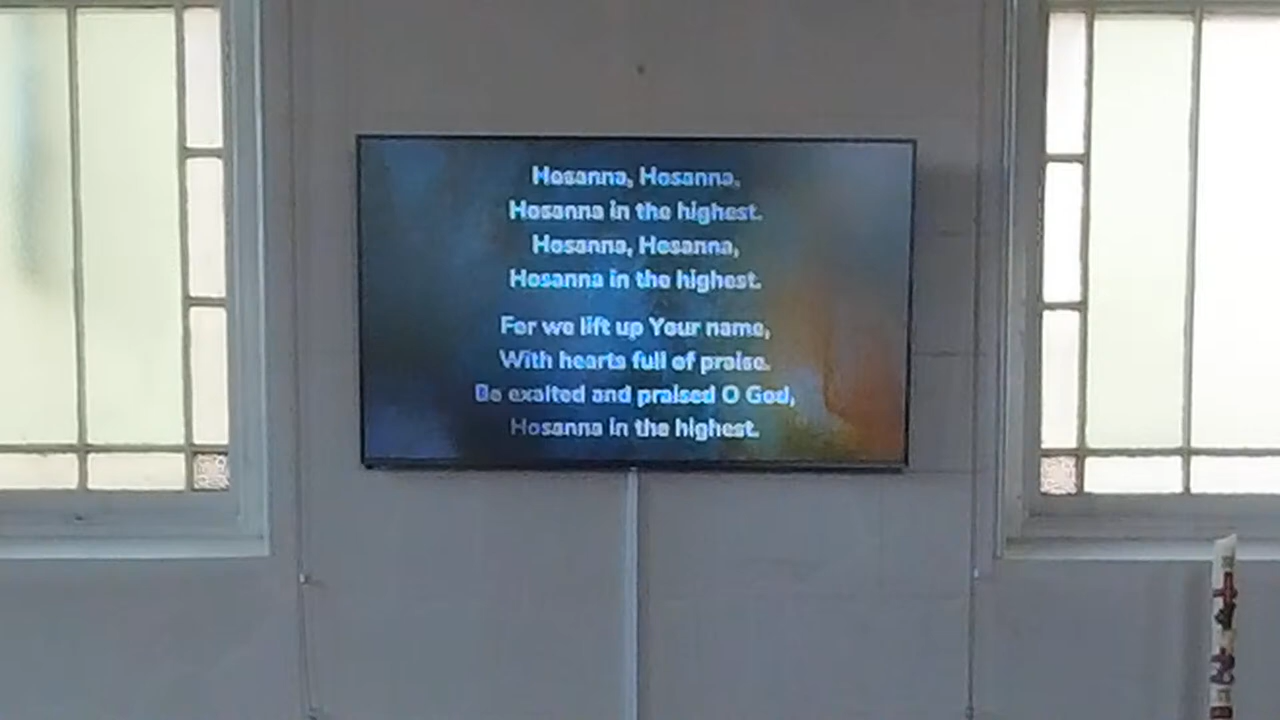 Hosanna, Hosanna,
Hosanna in the highest.
Hosanna, Hosanna,
Hosanna in the highest.
For we lift up Your name,
With hearts full of praise.
Be exalted and praised O God,
Hosanna in the highest.